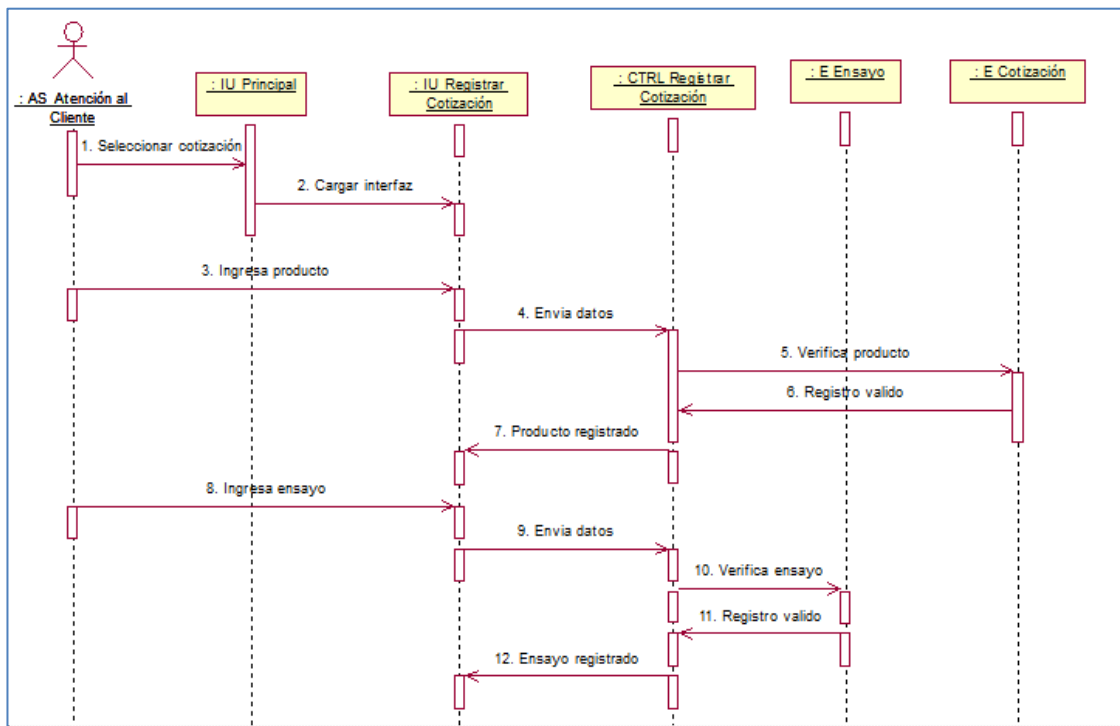 : AS Atención al
Cliente
: IU Principal
: IU Registrar
Cotización
: CTRL Registrar
Cotización
: E Ensayo
: E Cotización
1. Seleccionar cotización
2. Cargar interfaz
3. Ingresa producto
4. Envia datos
5. Verifica producto
6. Registro valido
7. Producto registrado
8. Ingresa ensayo
9. Envia datos
10. Verifica ensayo
11. Registro valido
12. Ensayo registrado